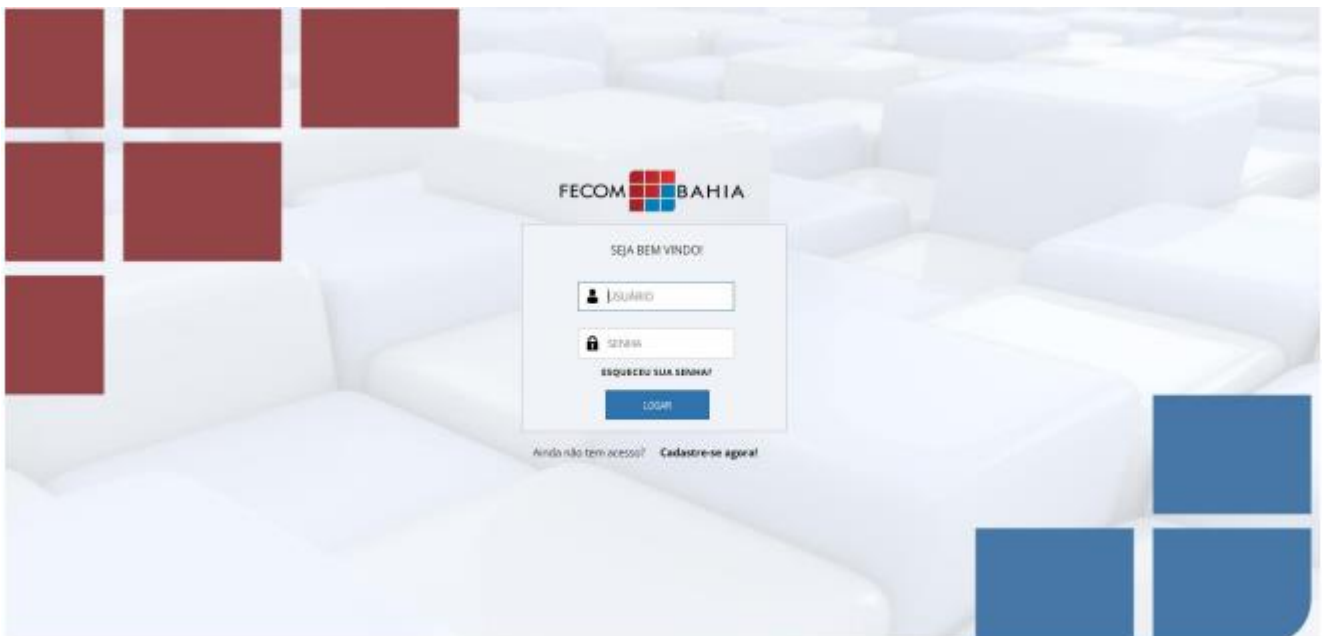 FECOM BAHIA
SEJA BEM VINDO!
USUÁRIO
SENHA
ESQUECEU SUA SENHA?
LOGAR
Ainda não tem acesso? Cadastre-se agora!